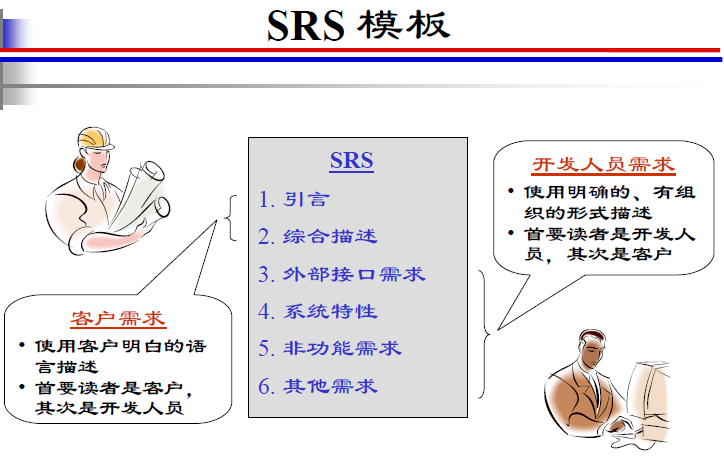 SRS 模板
SRS
1. 引言
2. 综合描述
3. 外部接口需求
4. 系统特性
5. 非功能需求
6. 其他需求
客户需求
• 使用客户明白的语
言描述
• 首要读者是客户，
其次是开发人员
开发人员需求
• 使用明确的、有组
织的形式描述
• 首要读者是开发人
员，其次是客户